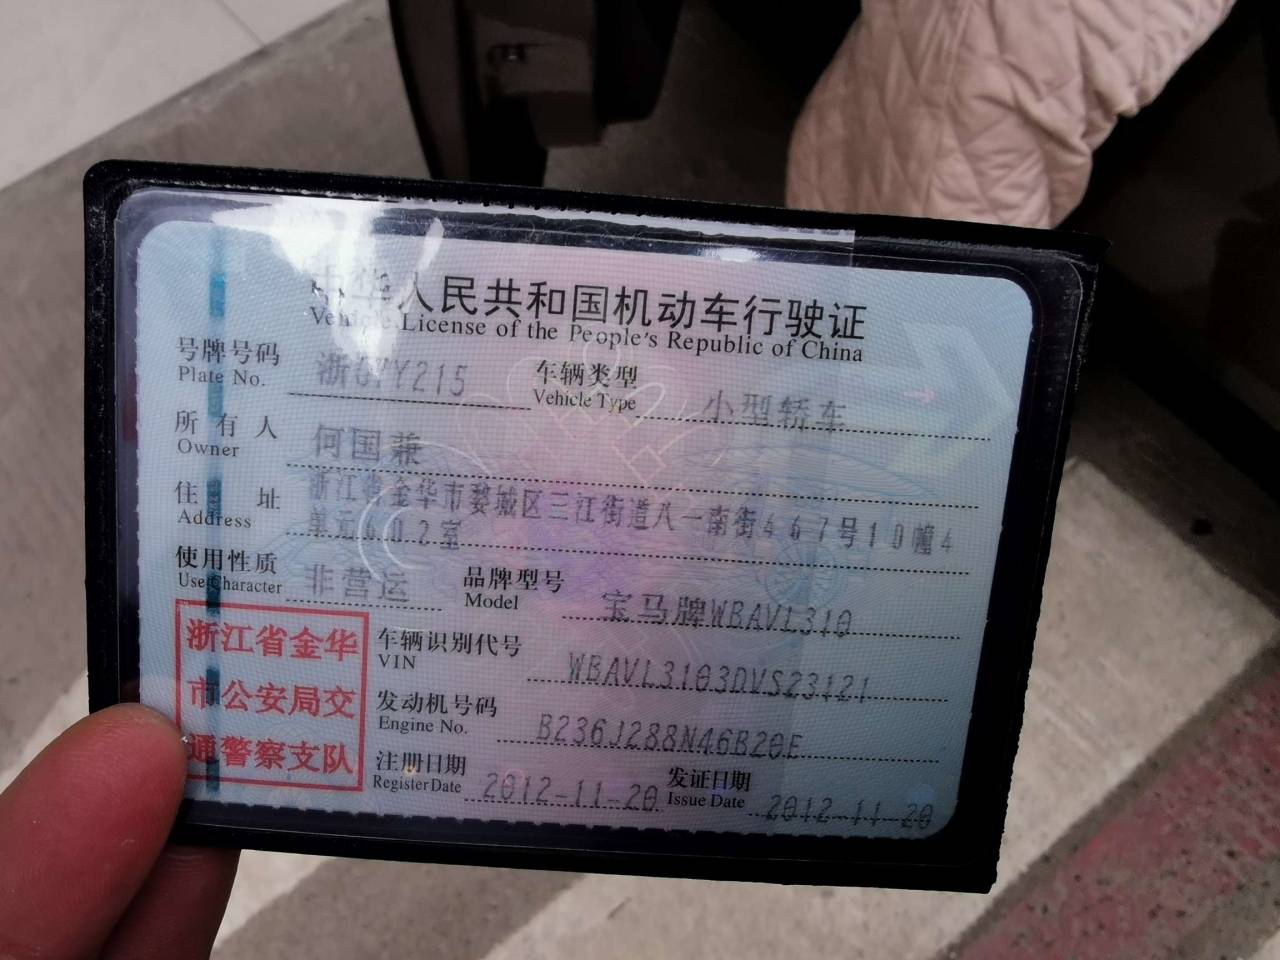 中华人民共和国机动车行驶证
Vehicle License of the People's Republic of China
号牌号码 浙GYY215 车辆类型 小型轿车
Plate No. Vehicle Type
所有人 何国兼
Owner
住址 浙江省金华市婺城区三江街道八一南街467号10幢4
Address 单元602室
使用性质 非营运 品牌型号 宝马牌WBAVL310
Use Character Model
浙江省金华
市公安局交
通警察支队
车辆识别代号 WBAVL3103DVS23121
VIN
发动机号码 B236J288N46B20E
Engine No.
注册日期 2012-11-20 发证日期 2012-11-20
Register Date Issue Date